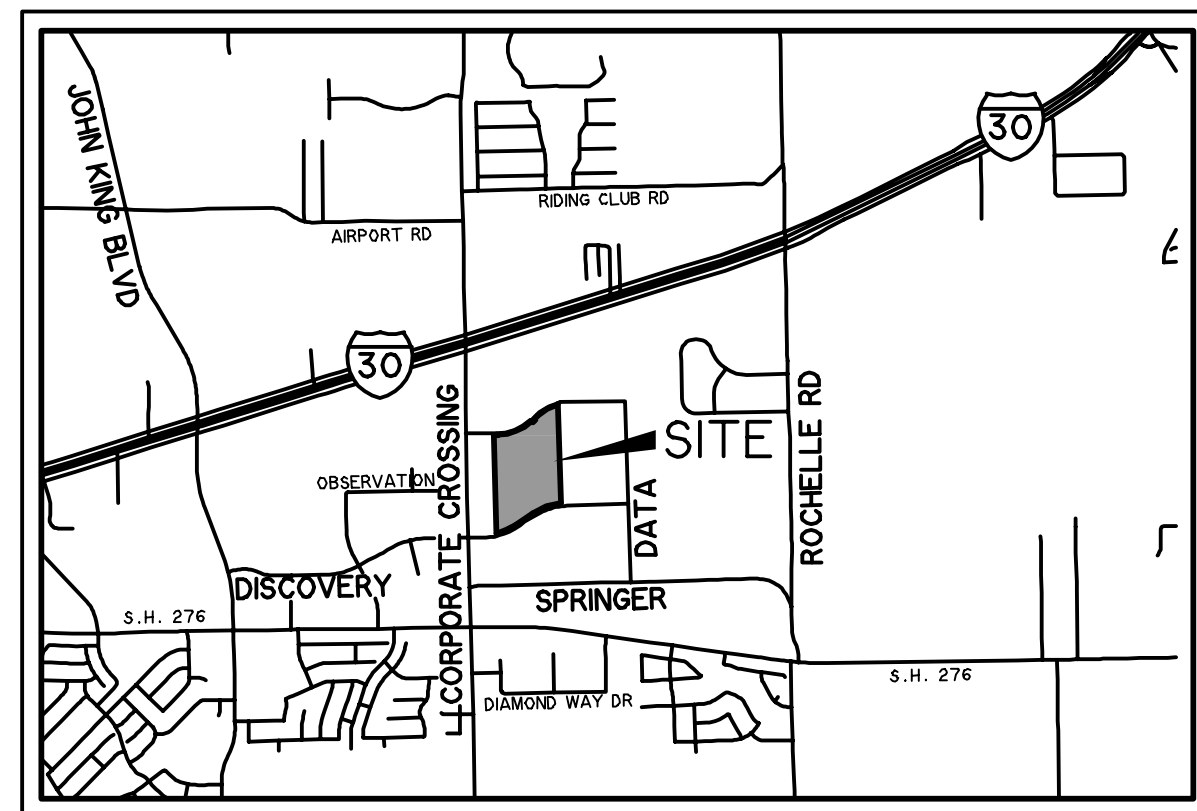 JOHN KING BLVD
30
RIDING CLUB RD
AIRPORT RD
30
SITE
CORPORATE CROSSING
OBSERVATION
ROCHELLE RD
DATA
DISCOVERY
SPRINGER
S.H. 276
S.H. 276
DIAMOND WAY DR